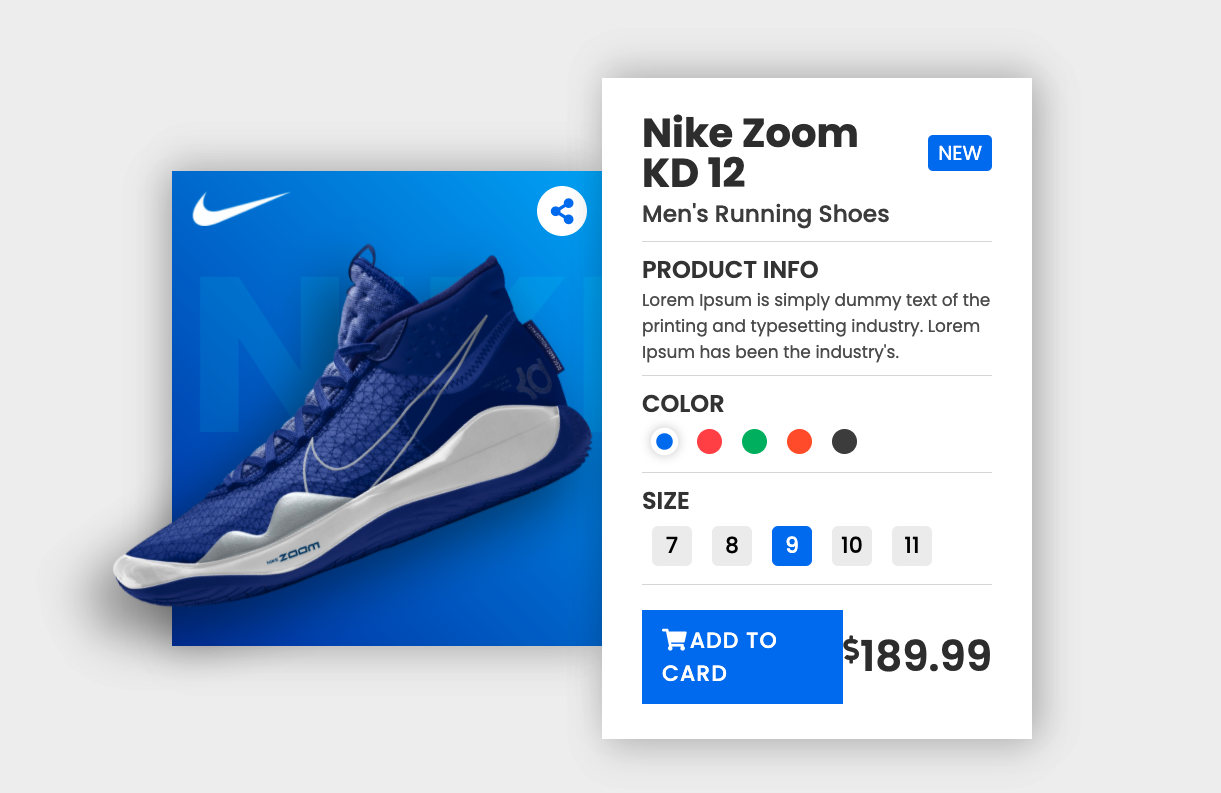 Nike Zoom
KD 12
NEW
Men's Running Shoes
PRODUCT INFO
Lorem Ipsum is simply dummy text of the
printing and typesetting industry. Lorem
Ipsum has been the industry's.
COLOR
SIZE
7 8 9 10 11
ADD TO
CARD
$189.99
NIKE ZOOM